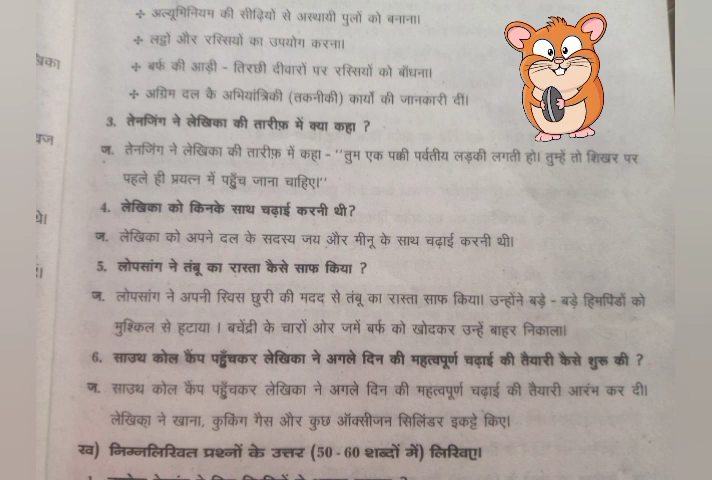 ✣ अल्यूमिनियम की सीढ़ियों से अस्थायी पुलों को बनाना।
✣ लट्ठों और रस्सियों का उपयोग करना।
✣ बर्फ की आड़ी - तिरछी दीवारों पर रस्सियों को बाँधना।
✣ अग्रिम दल कै अभियांत्रिकी (तकनीकी) कार्यों की जानकारी दी।
3. तेनजिंग ने लेखिका की तारीफ़ में क्या कहा ?
ज. तेनजिंग ने लेखिका की तारीफ़ में कहा - "तुम एक पक्की पर्वतीय लड़की लगती हो। तुम्हें तो शिखर पर
पहले ही प्रयत्न में पहुँच जाना चाहिए।"
4. लेखिका को किनके साथ चढ़ाई करनी थी?
ज. लेखिका को अपने दल के सदस्य जय और मीनू के साथ चढ़ाई करनी थी।
5. लोपसांग ने तंबू का रास्ता कैसे साफ किया ?
ज. लोपसांग ने अपनी स्विस छुरी की मदद से तंबू का रास्ता साफ किया। उन्होंने बड़े - बड़े हिमपिंडों को
मुश्किल से हटाया । बचेंद्री के चारों ओर जमें बर्फ को खोदकर उन्हें बाहर निकाला।
6. साउथ कोल कैंप पहुँचकर लेखिका ने अगले दिन की महत्वपूर्ण चढ़ाई की तैयारी कैसे शुरू की ?
ज. साउथ कोल कैंप पहुँचकर लेखिका ने अगले दिन की महत्वपूर्ण चढ़ाई की तैयारी आरंभ कर दी।
लेखिका ने खाना, कुकिंग गैस और कुछ ऑक्सीजन सिलिंडर इकट्ठे किए।
ख) निम्नलिखित प्रश्नों के उत्तर (50 - 60 शब्दों में) लिखिए।